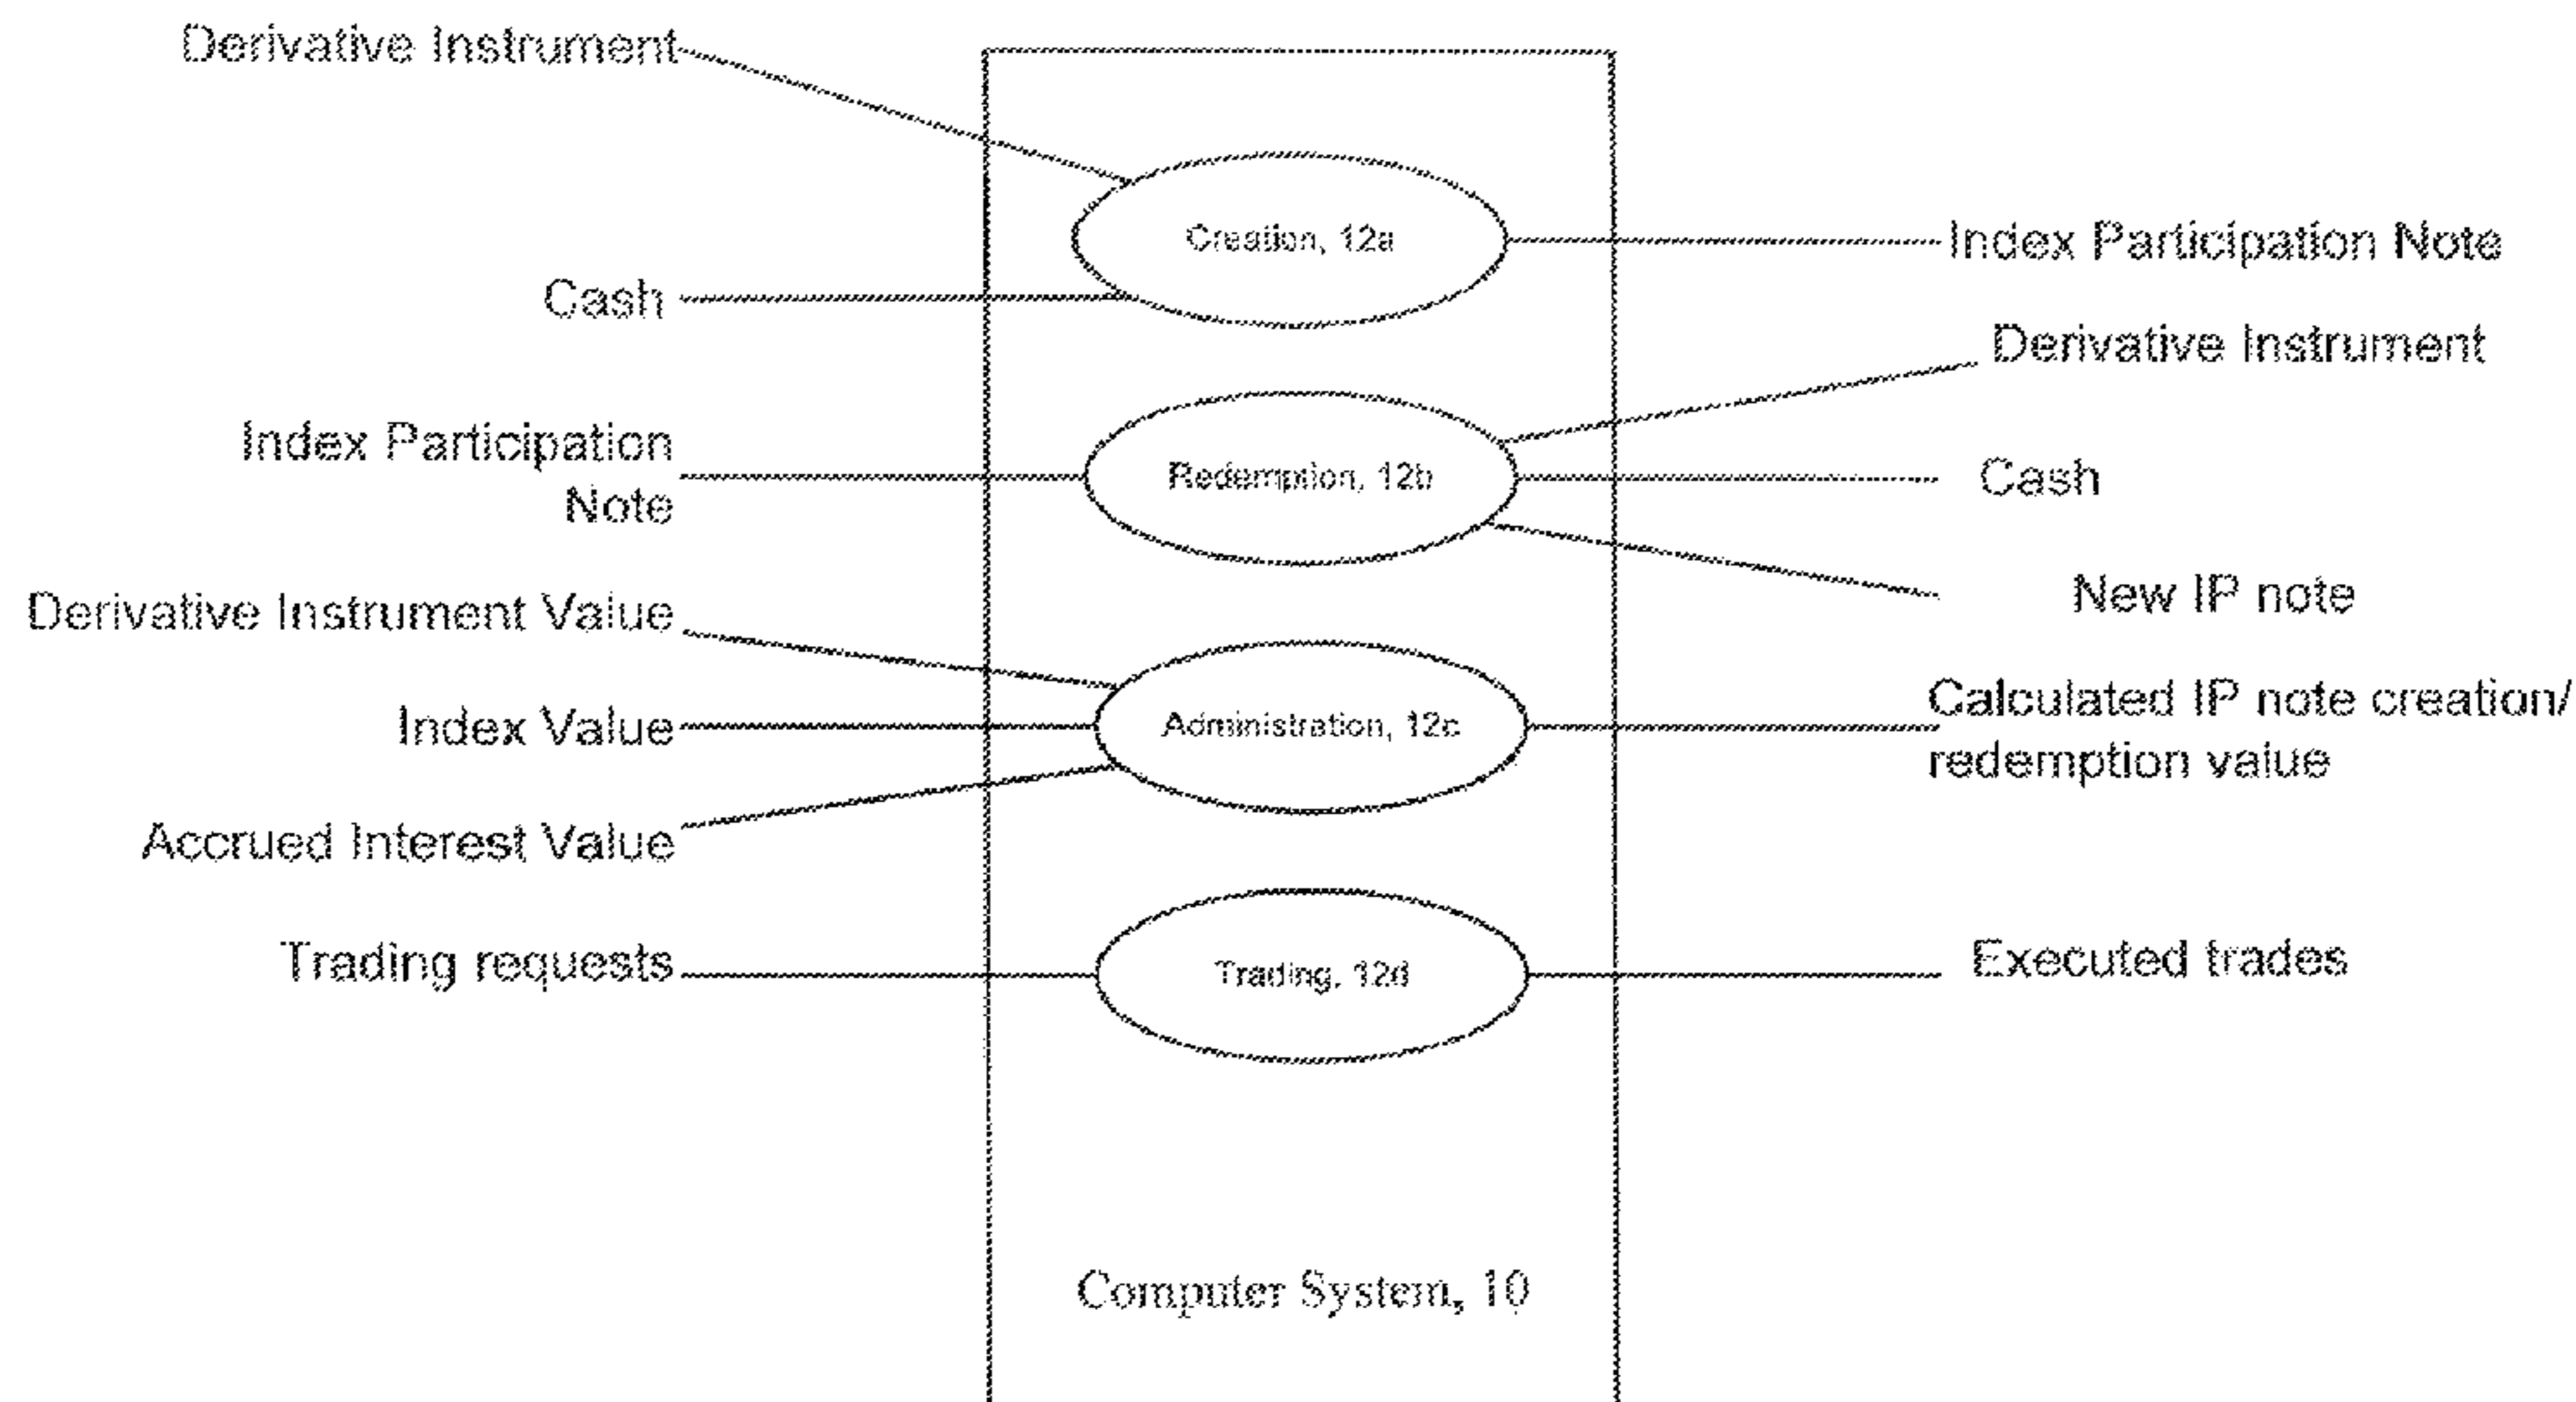 Derivative Instrument
Creation, 12a
Index Participation Note
Cash
Derivative Instrument
Index Participation
Note
Redemption, 12b
Cash
New IP note
Derivative Instrument Value
Index Value
Administration, 12c
Calculated IP note creation/
redemption value
Accrued Interest Value
Trading requests
Trading, 12d
Executed trades
Computer System, 10